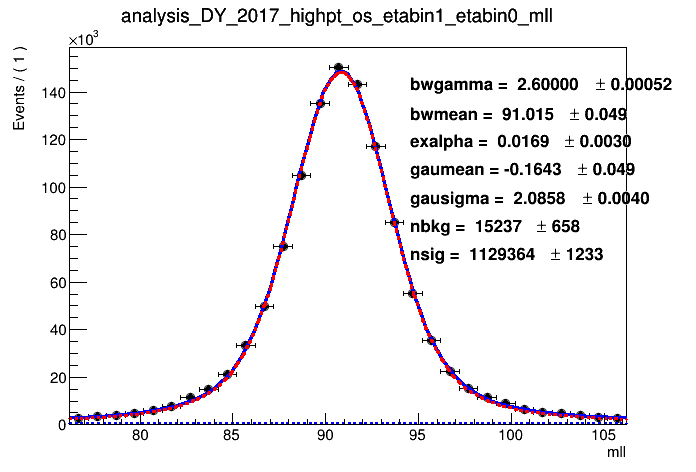 analysis_DY_2017_highpt_os_etabin1_etabin0_mll
×10³
Events / ( 1 )
140
120
100
80
60
40
20
0
bwgamma = 2.60000 ± 0.00052
bwmean = 91.015 ± 0.049
exalpha = 0.0169 ± 0.0030
gaumean = -0.1643 ± 0.049
gausigma = 2.0858 ± 0.0040
nbkg = 15237 ± 658
nsig = 1129364 ± 1233
80 85 90 95 100 105
mll